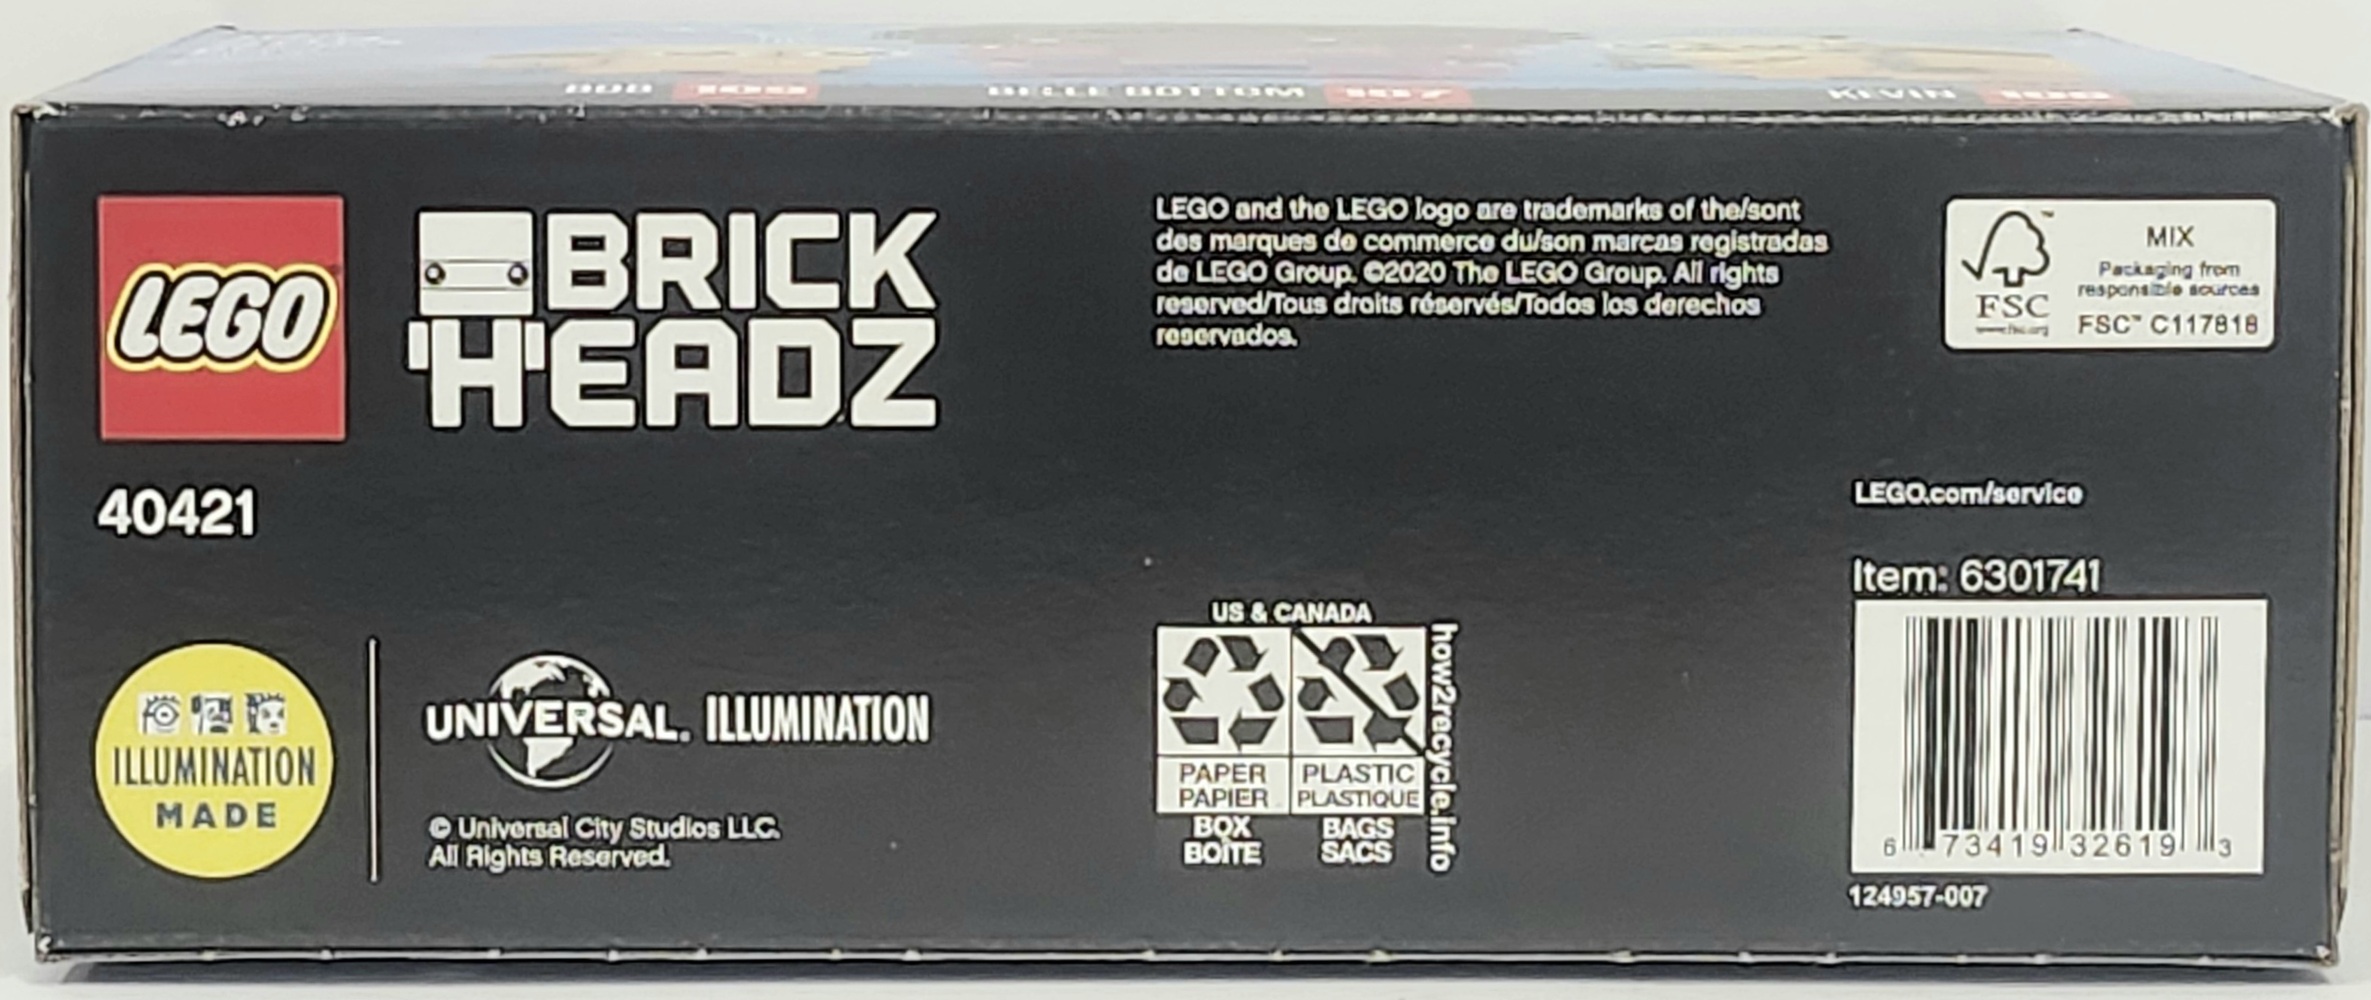 BOB 105
BELLE BOTTOM 107
KEVIN
LEGO
BRICK
HEADZ
40421
LEGO and the LEGO logo are trademarks of the/sont
des marques de commerce du/son marcas registradas
de LEGO Group. ©2020 The LEGO Group. All rights
reserved/Tous droits réservés/Todos los derechos
reservados.
MIX
Packaging from
responsible sources
FSC™ C117818
FSC
www.fsc.org
LEGO.com/service
Item: 6301741
6 73419 32619 3
124957-007
US & CANADA
PAPER
PAPIER
PLASTIC
PLASTIQUE
BOX
BOÎTE
BAGS
SACS
how2recycle.info
ILLUMINATION
MADE
UNIVERSAL. ILLUMINATION
© Universal City Studios LLC.
All Rights Reserved.